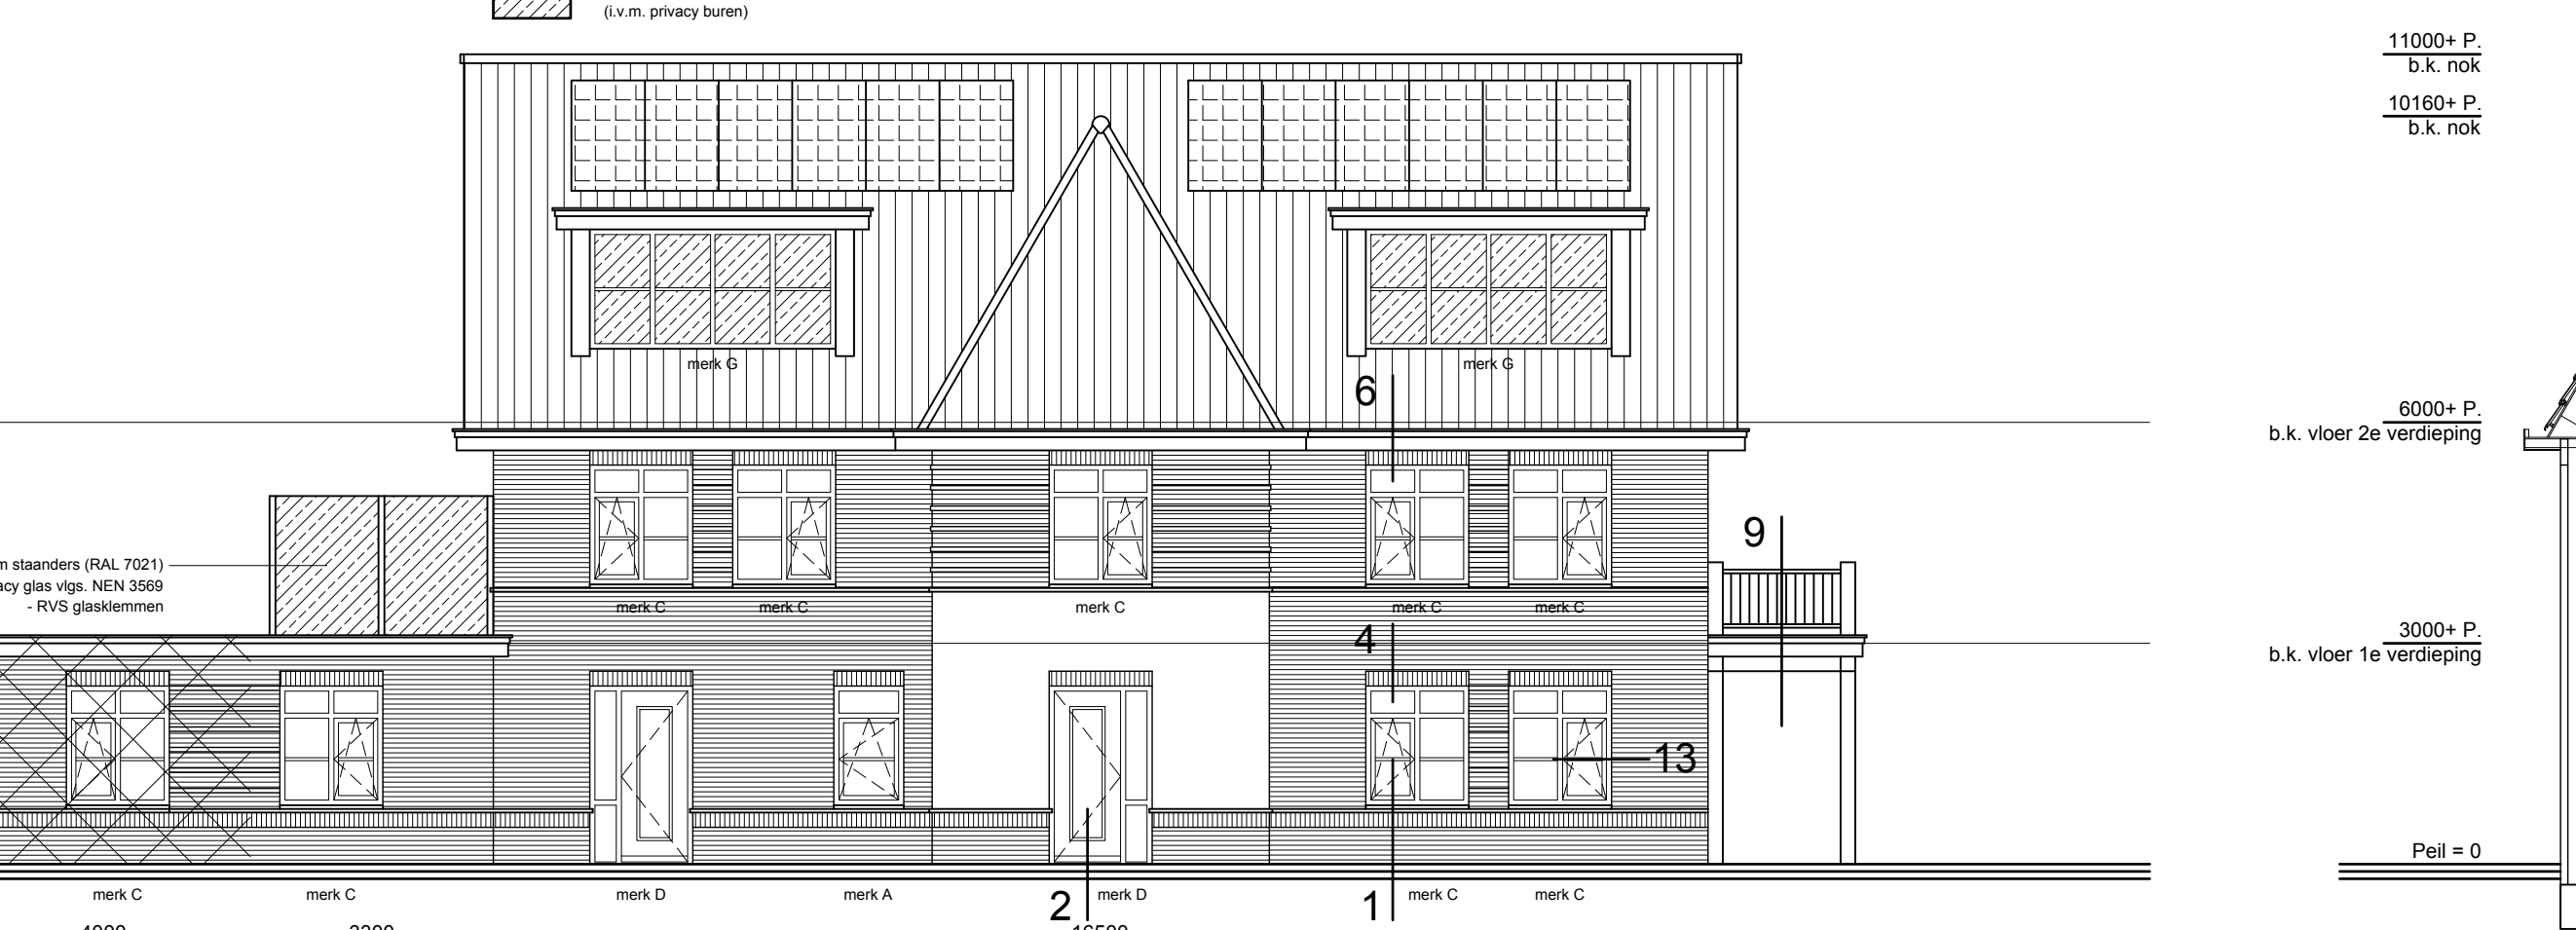 (i.v.m. privacy buren)
11000+ P.
b.k. nok
10160+ P.
b.k. nok
merk G
merk G
6
6000+ P.
b.k. vloer 2e verdieping
9
staanders (RAL 7021)
glas vlgs. NEN 3569
- RVS glasklemmen
merk C
merk C
merk C
merk C
merk C
4
3000+ P.
b.k. vloer 1e verdieping
13
Peil = 0
merk C
merk C
merk D
merk A
2
merk D
1
merk C
merk C